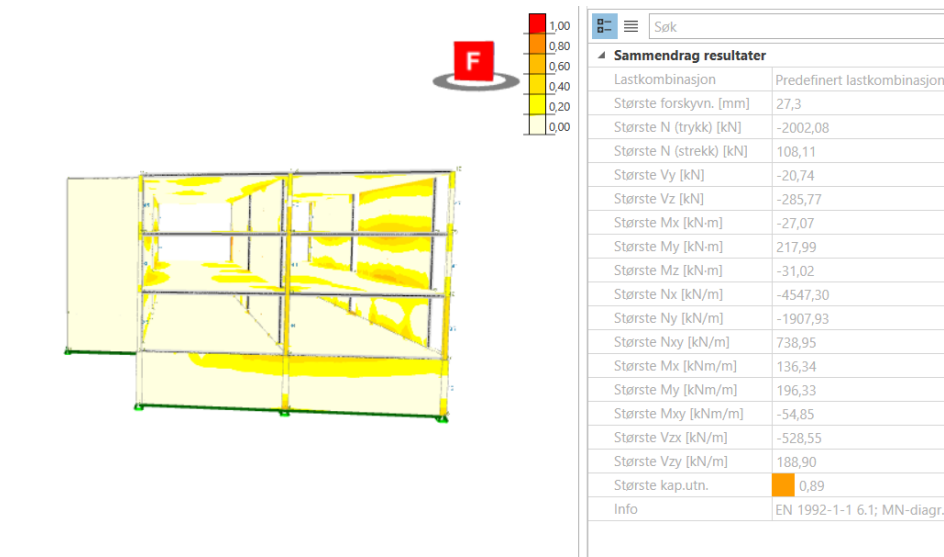 1,00
0,80
0,60
0,40
0,20
0,00
F
Søk
Sammendrag resultater
Lastkombinasjon Predefinert lastkombinasjon
Største forskyvn. [mm] 27,3
Største N (trykk) [kN] -2002,08
Største N (strekk) [kN] 108,11
Største Vy [kN] -20,74
Største Vz [kN] -285,77
Største Mx [kN·m] -27,07
Største My [kN·m] 217,99
Største Mz [kN·m] -31,02
Største Nx [kN/m] -4547,30
Største Ny [kN/m] -1907,93
Største Nxy [kN/m] 738,95
Største Mx [kNm/m] 136,34
Største My [kNm/m] 196,33
Største Mxy [kNm/m] -54,85
Største Vzx [kN/m] -528,55
Største Vzy [kN/m] 188,90
Største kap.utn. 0,89
Info EN 1992-1-1 6.1; MN-diagr.